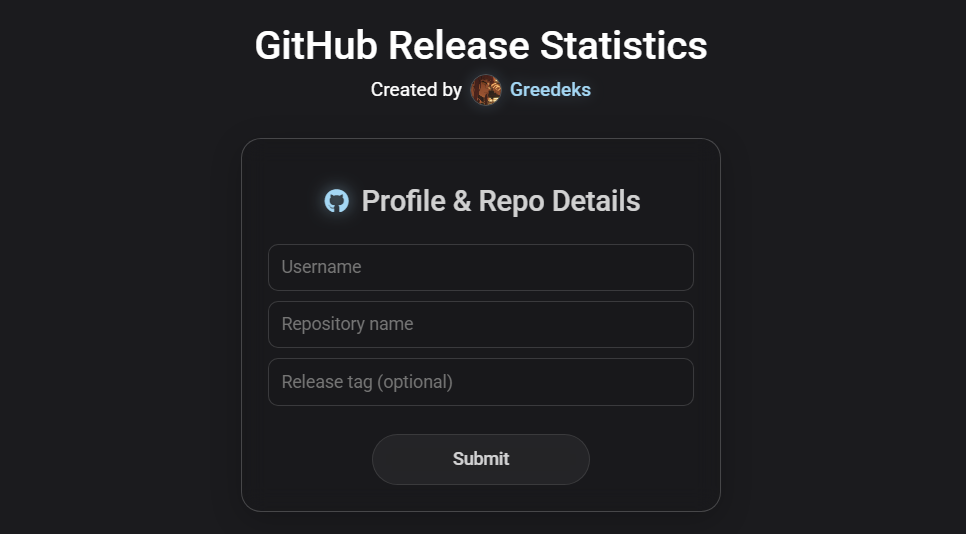 GitHub Release Statistics
Created by Greedeks
Profile & Repo Details
Username
Repository name
Release tag (optional)
Submit